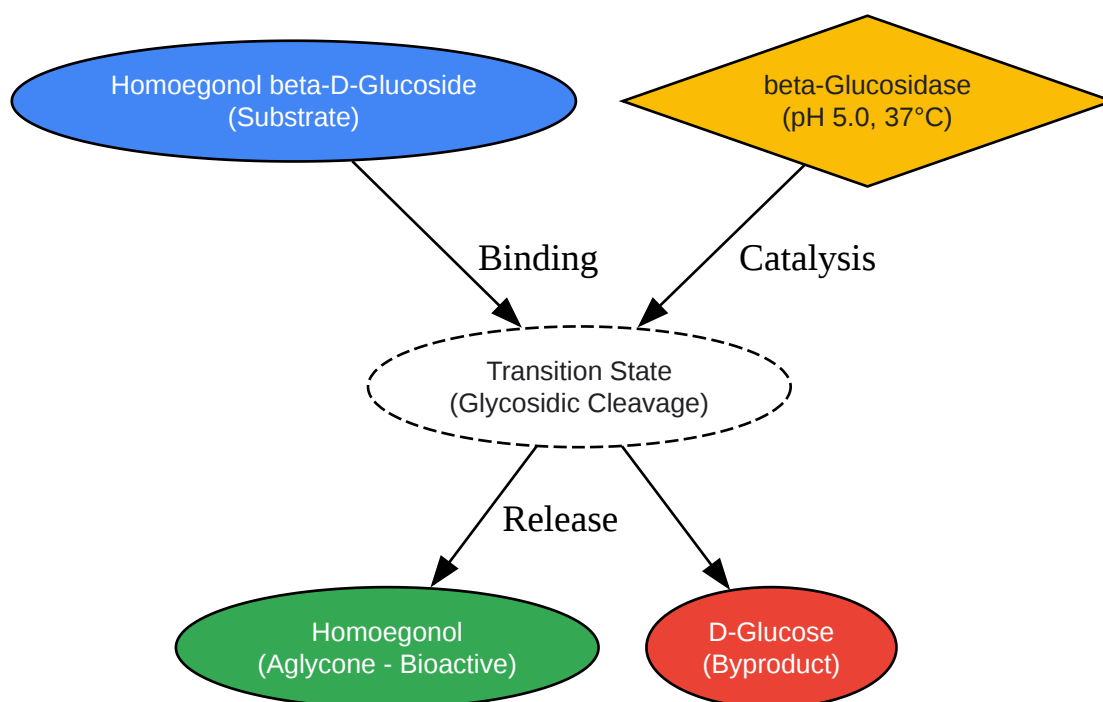 Homoegonol beta-D-Glucoside
(Substrate)
beta-Glucosidase
(pH 5.0, 37°C)
Binding
Catalysis
Transition State
(Glycosidic Cleavage)
Release
Homoegonol
(Aglycone - Bioactive)
D-Glucose
(Byproduct)